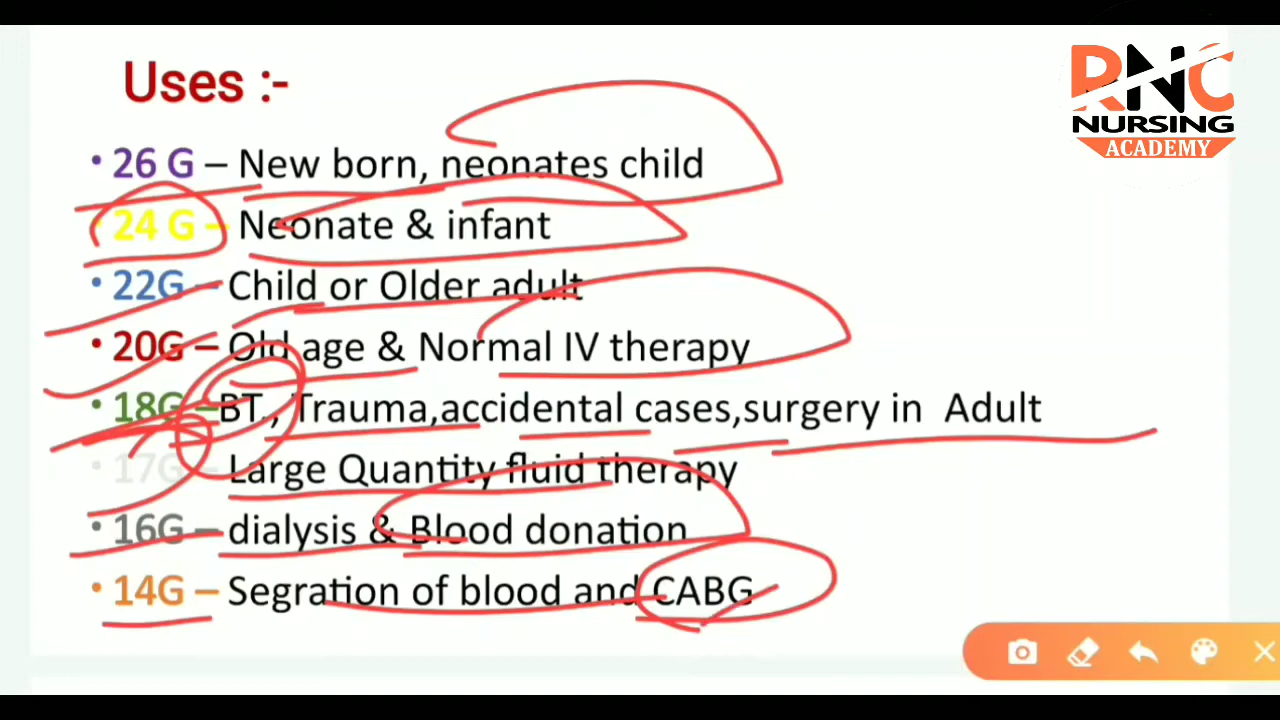 Uses :-
RNC
NURSING
ACADEMY
• 26 G – New born, neonates child
• 24 G – Neonate & infant
• 22G – Child or Older adult
• 20G – Old age & Normal IV therapy
• 18G –BT , Trauma,accidental cases,surgery in Adult
• 17G – Large Quantity fluid therapy
• 16G – dialysis & Blood donation
• 14G – Segration of blood and CABG